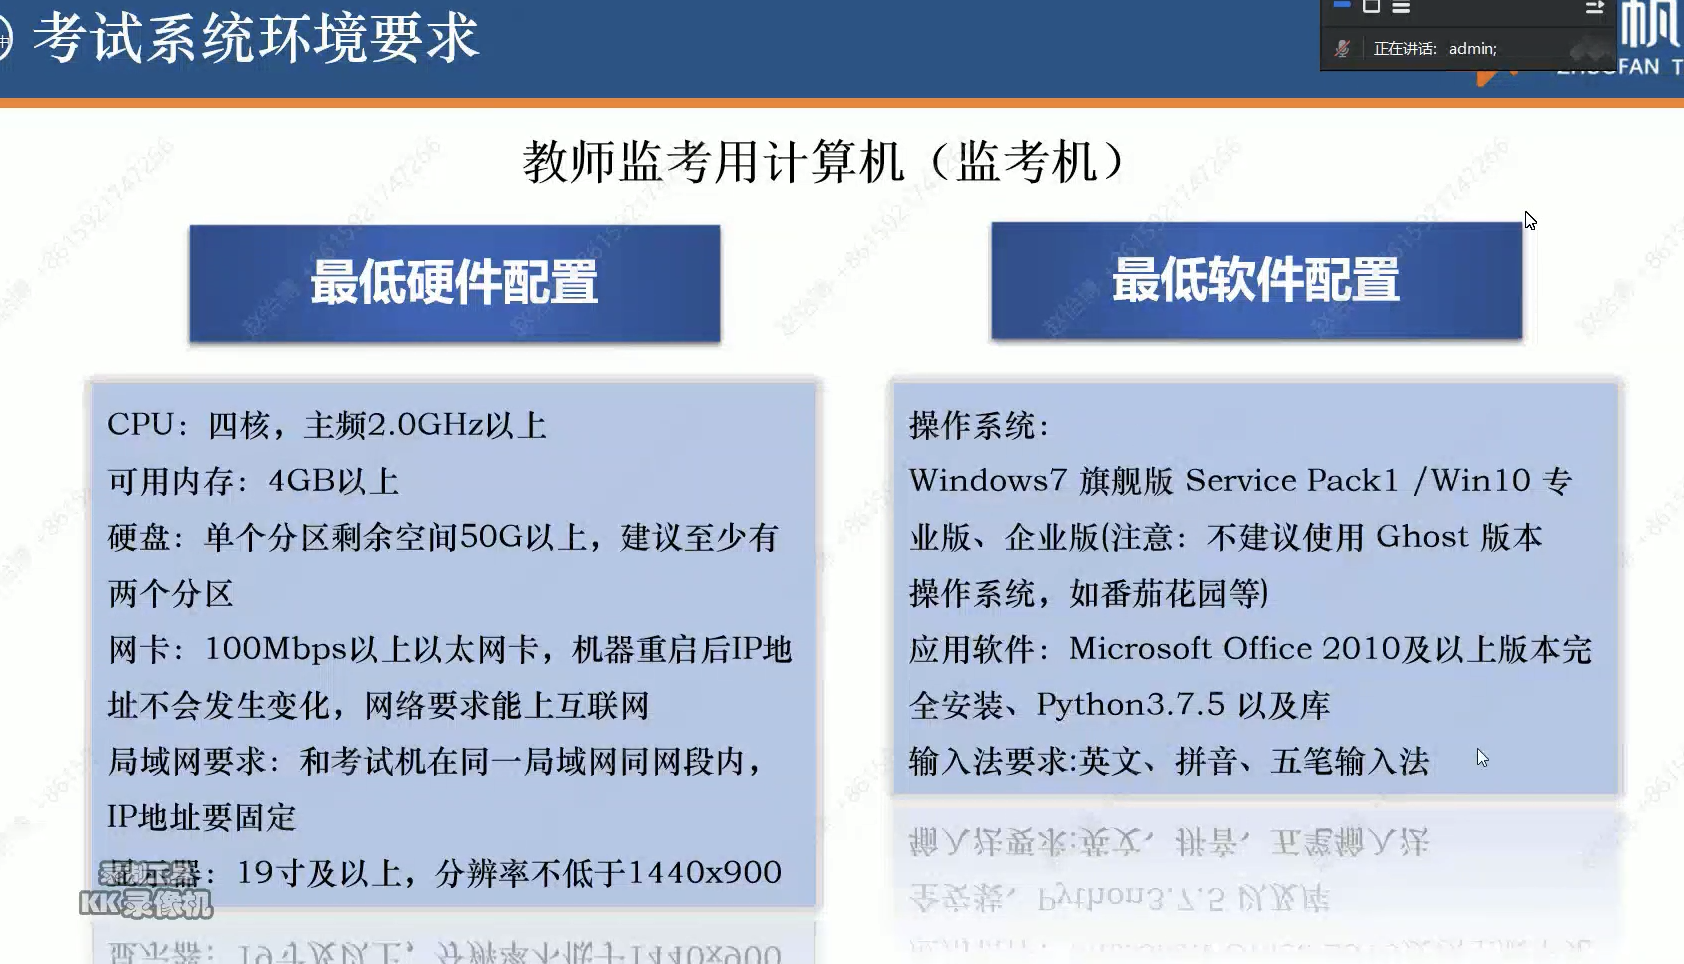 考试系统环境要求
正在讲话: admin;
帆
FAN T
教师监考用计算机（监考机）
最低硬件配置
CPU：四核，主频2.0GHz以上
可用内存：4GB以上
硬盘：单个分区剩余空间50G以上，建议至少有
两个分区
网卡：100Mbps以上以太网卡，机器重启后IP地
址不会发生变化，网络要求能上互联网
局域网要求：和考试机在同一局域网同网段内，
IP地址要固定
显示器：19寸及以上，分辨率不低于1440x900
KK录像机
最低软件配置
操作系统：
Windows7 旗舰版 Service Pack1 /Win10 专
业版、企业版(注意：不建议使用 Ghost 版本
操作系统，如番茄花园等)
应用软件：Microsoft Office 2010及以上版本完
全安装、Python3.7.5 以及库
输入法要求:英文、拼音、五笔输入法